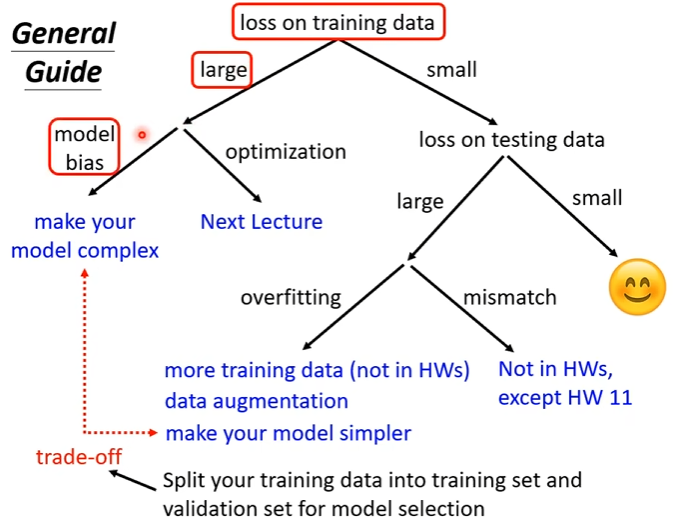 General
Guide
loss on training data
large
small
model
bias
optimization
loss on testing data
make your
model complex
Next Lecture
large
small
overfitting
mismatch
more training data (not in HWs)
data augmentation
make your model simpler
Not in HWs,
except HW 11
trade-off
Split your training data into training set and
validation set for model selection